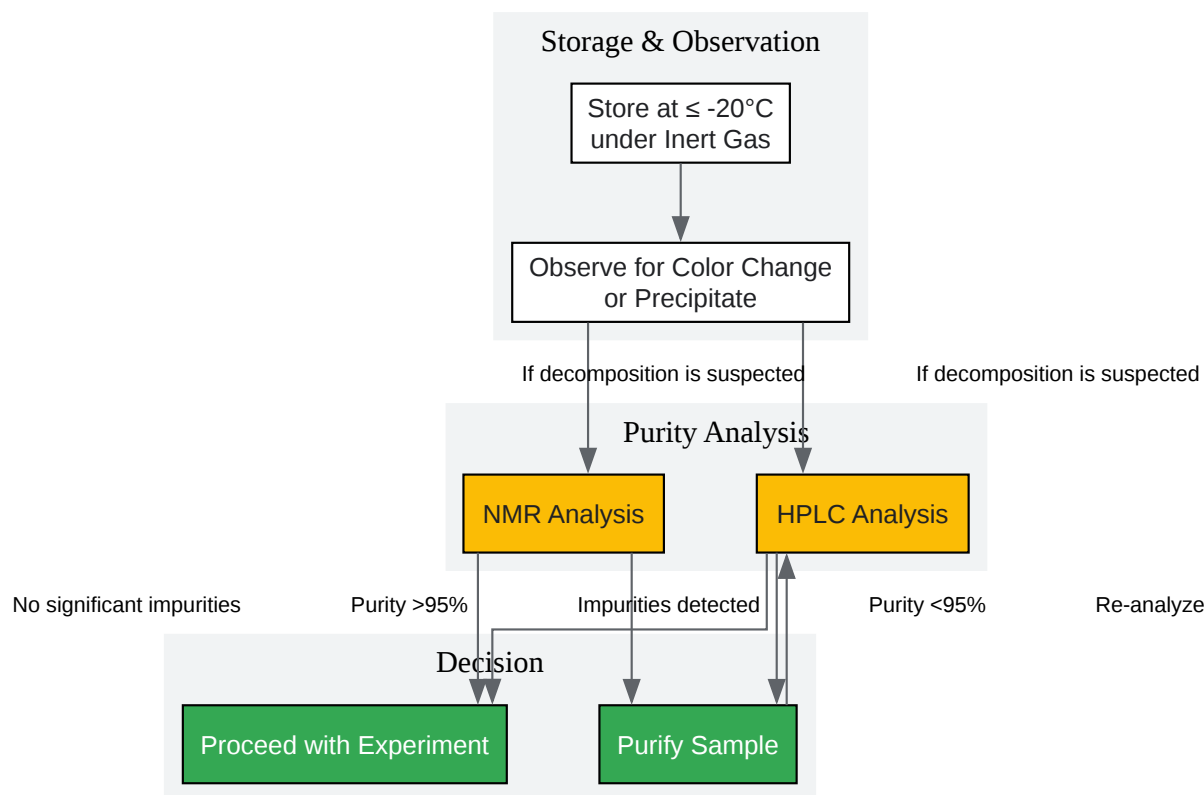 Storage & Observation
Store at ≤ -20°C
under Inert Gas
Observe for Color Change
or Precipitate
If decomposition is suspected
If decomposition is suspected
Purity Analysis
NMR Analysis
HPLC Analysis
No significant impurities
Purity >95%
Impurities detected
Purity <95%
Re-analyze
Decision
Proceed with Experiment
Purify Sample